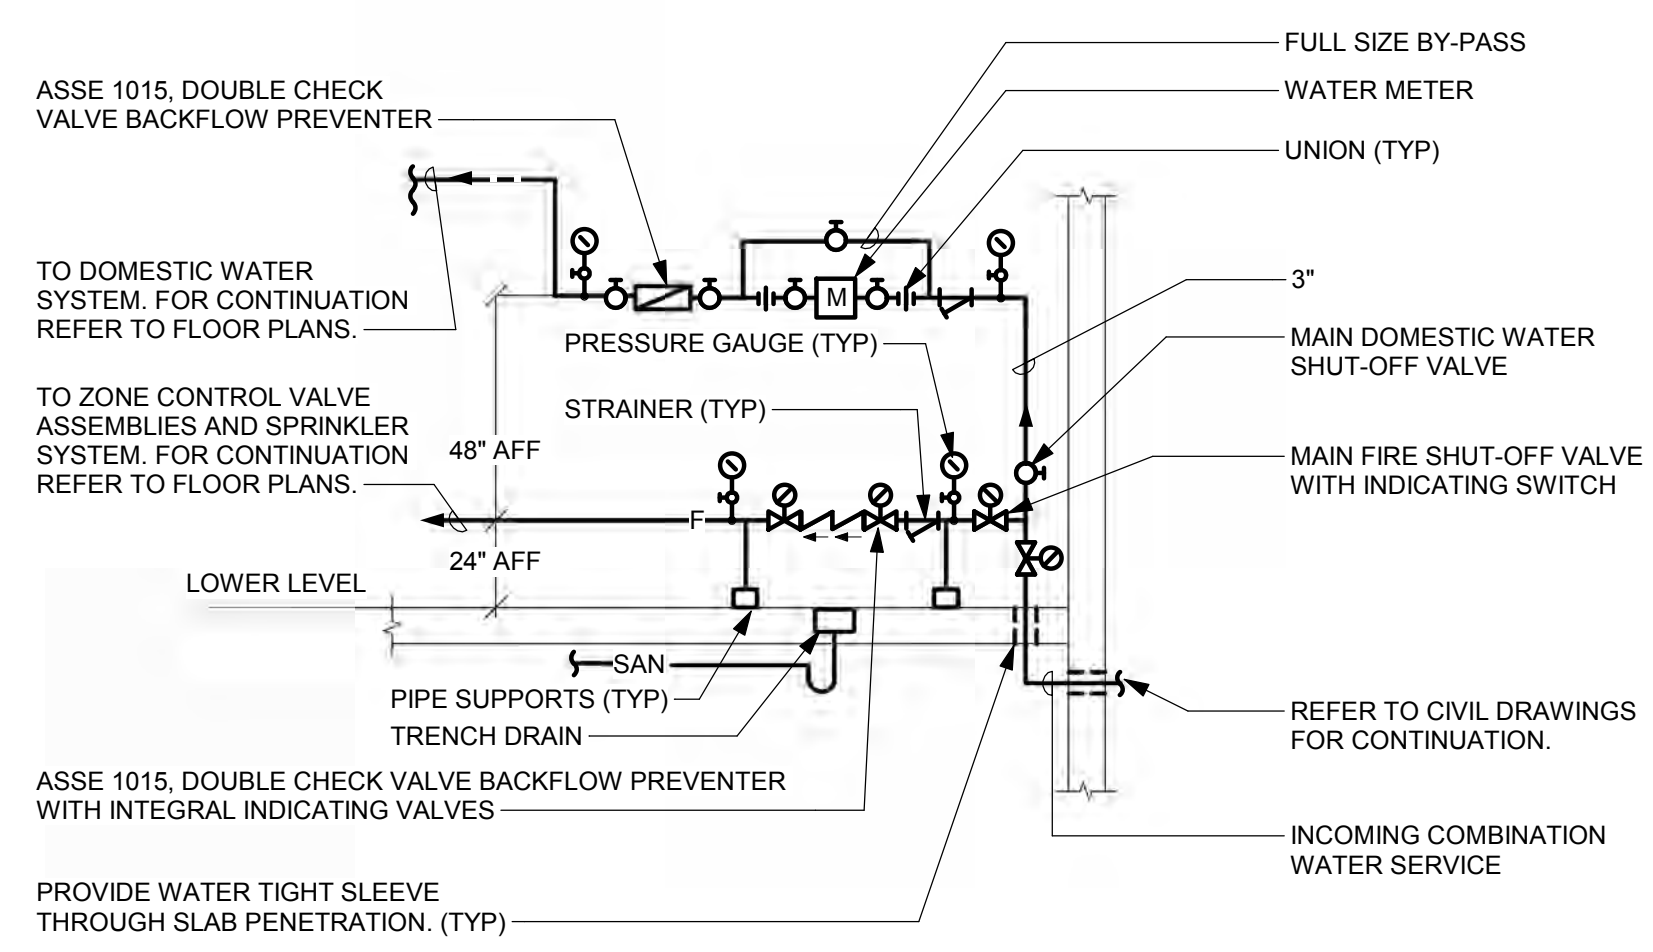 FULL SIZE BY-PASS
ASSE 1015, DOUBLE CHECK
VALVE BACKFLOW PREVENTER
WATER METER
UNION (TYP)
TO DOMESTIC WATER
SYSTEM. FOR CONTINUATION
REFER TO FLOOR PLANS.
M
3"
PRESSURE GAUGE (TYP)
MAIN DOMESTIC WATER
SHUT-OFF VALVE
TO ZONE CONTROL VALVE
ASSEMBLIES AND SPRINKLER
SYSTEM. FOR CONTINUATION
REFER TO FLOOR PLANS.
STRAINER (TYP)
48" AFF
MAIN FIRE SHUT-OFF VALVE
WITH INDICATING SWITCH
F
24" AFF
LOWER LEVEL
SAN
PIPE SUPPORTS (TYP)
TRENCH DRAIN
REFER TO CIVIL DRAWINGS
FOR CONTINUATION.
ASSE 1015, DOUBLE CHECK VALVE BACKFLOW PREVENTER
WITH INTEGRAL INDICATING VALVES
INCOMING COMBINATION
WATER SERVICE
PROVIDE WATER TIGHT SLEEVE
THROUGH SLAB PENETRATION. (TYP)